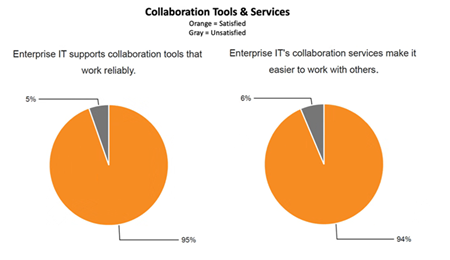 Collaboration Tools & Services
Orange = Satisfied
Gray = Unsatisfied
Enterprise IT supports collaboration tools that
work reliably.
5%
95%
Enterprise IT's collaboration services make it
easier to work with others.
6%
94%